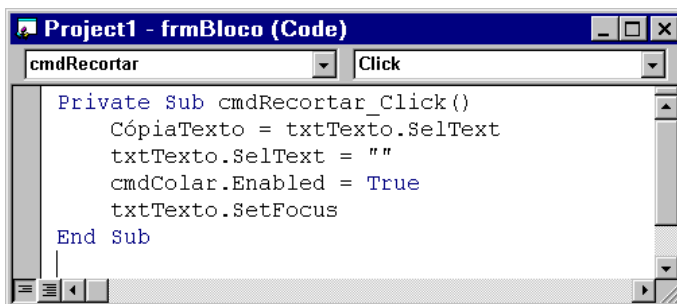 Project1 - frmBloco (Code)
cmdRecortar Click
Private Sub cmdRecortar_Click()
CópiaTexto = txtTexto.SelText
txtTexto.SelText = ""
cmdColar.Enabled = True
txtTexto.SetFocus
End Sub